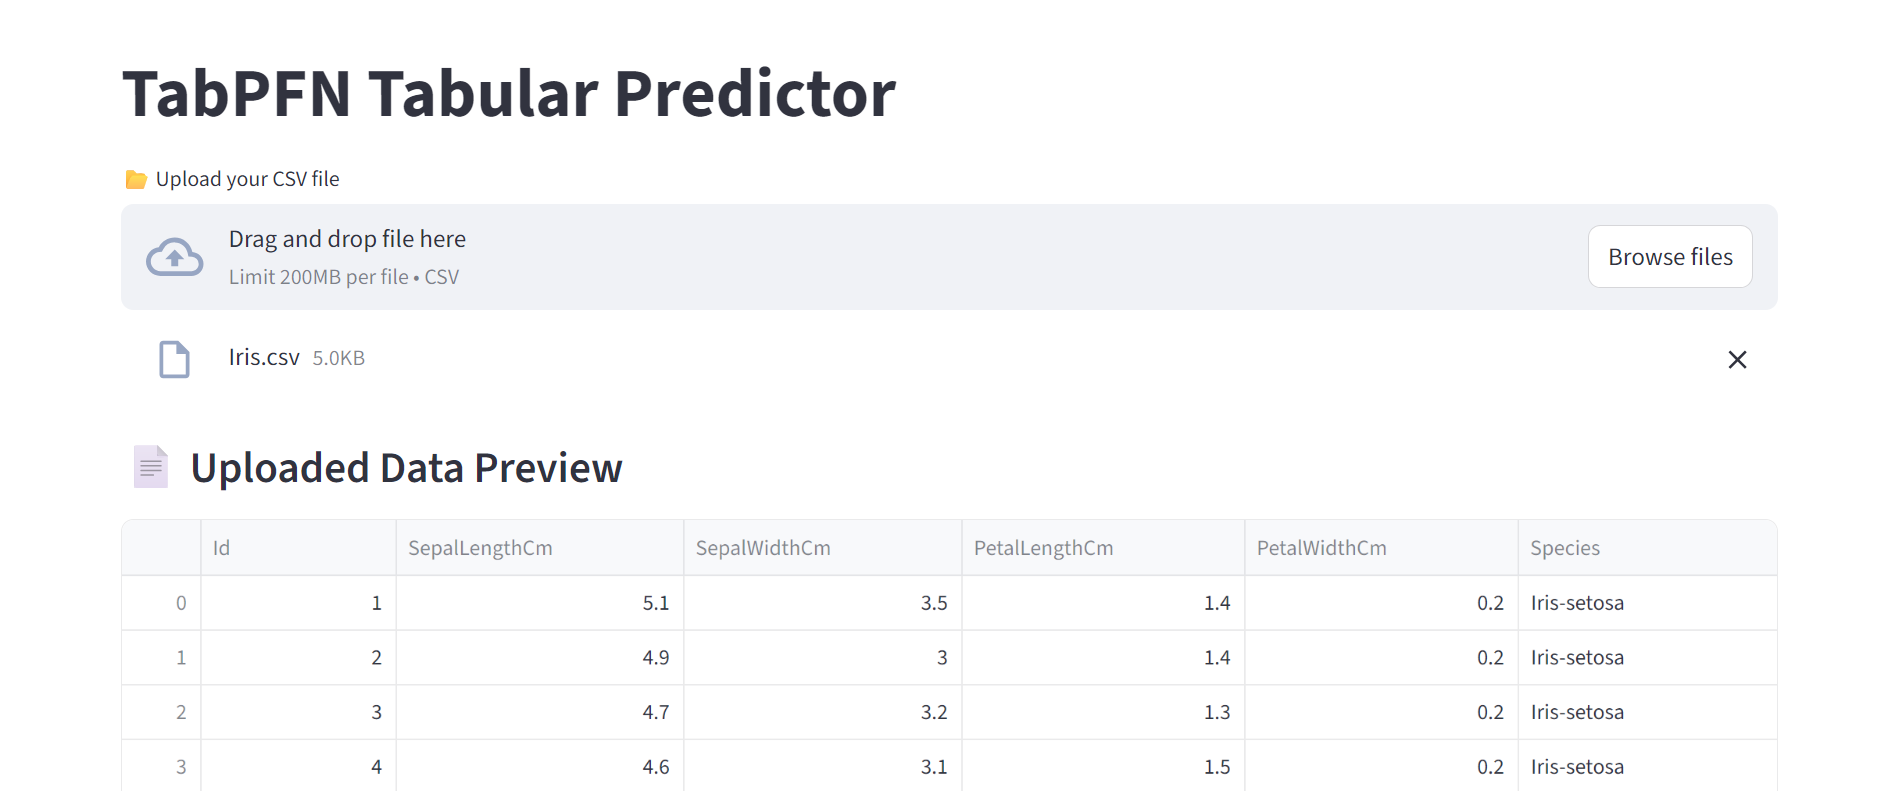 TabPFN Tabular Predictor
Upload your CSV file
Drag and drop file here
Limit 200MB per file • CSV
Browse files
Iris.csv 5.0KB
Uploaded Data Preview
Id SepalLengthCm SepalWidthCm PetalLengthCm PetalWidthCm Species
0 1 5.1 3.5 1.4 0.2 Iris-setosa
1 2 4.9 3 1.4 0.2 Iris-setosa
2 3 4.7 3.2 1.3 0.2 Iris-setosa
3 4 4.6 3.1 1.5 0.2 Iris-setosa